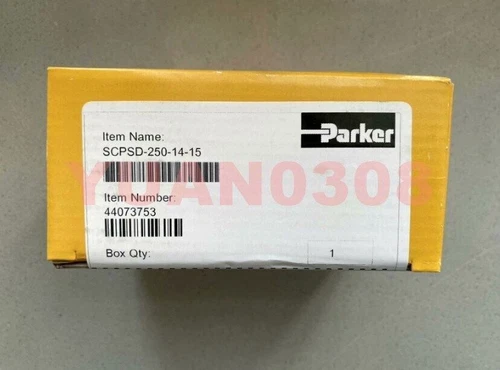 Parker
Item Name:
SCPSD-250-14-15
YUAN0308
Item Number:
44073753
Box Qty:
1